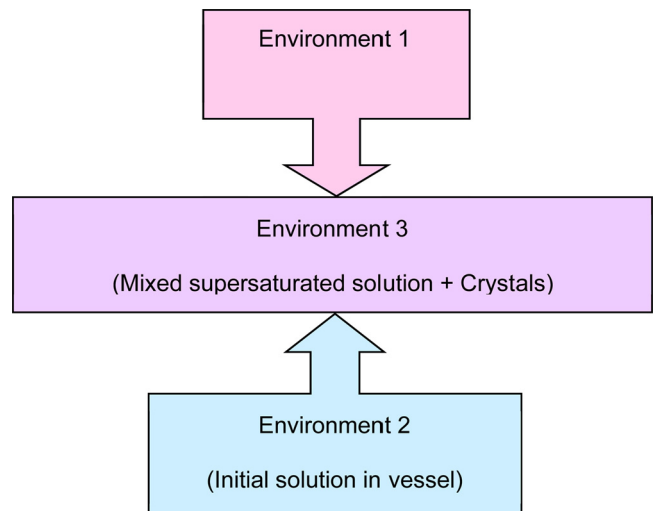 Environment 1
Environment 3
(Mixed supersaturated solution + Crystals)
Environment 2
(Initial solution in vessel)